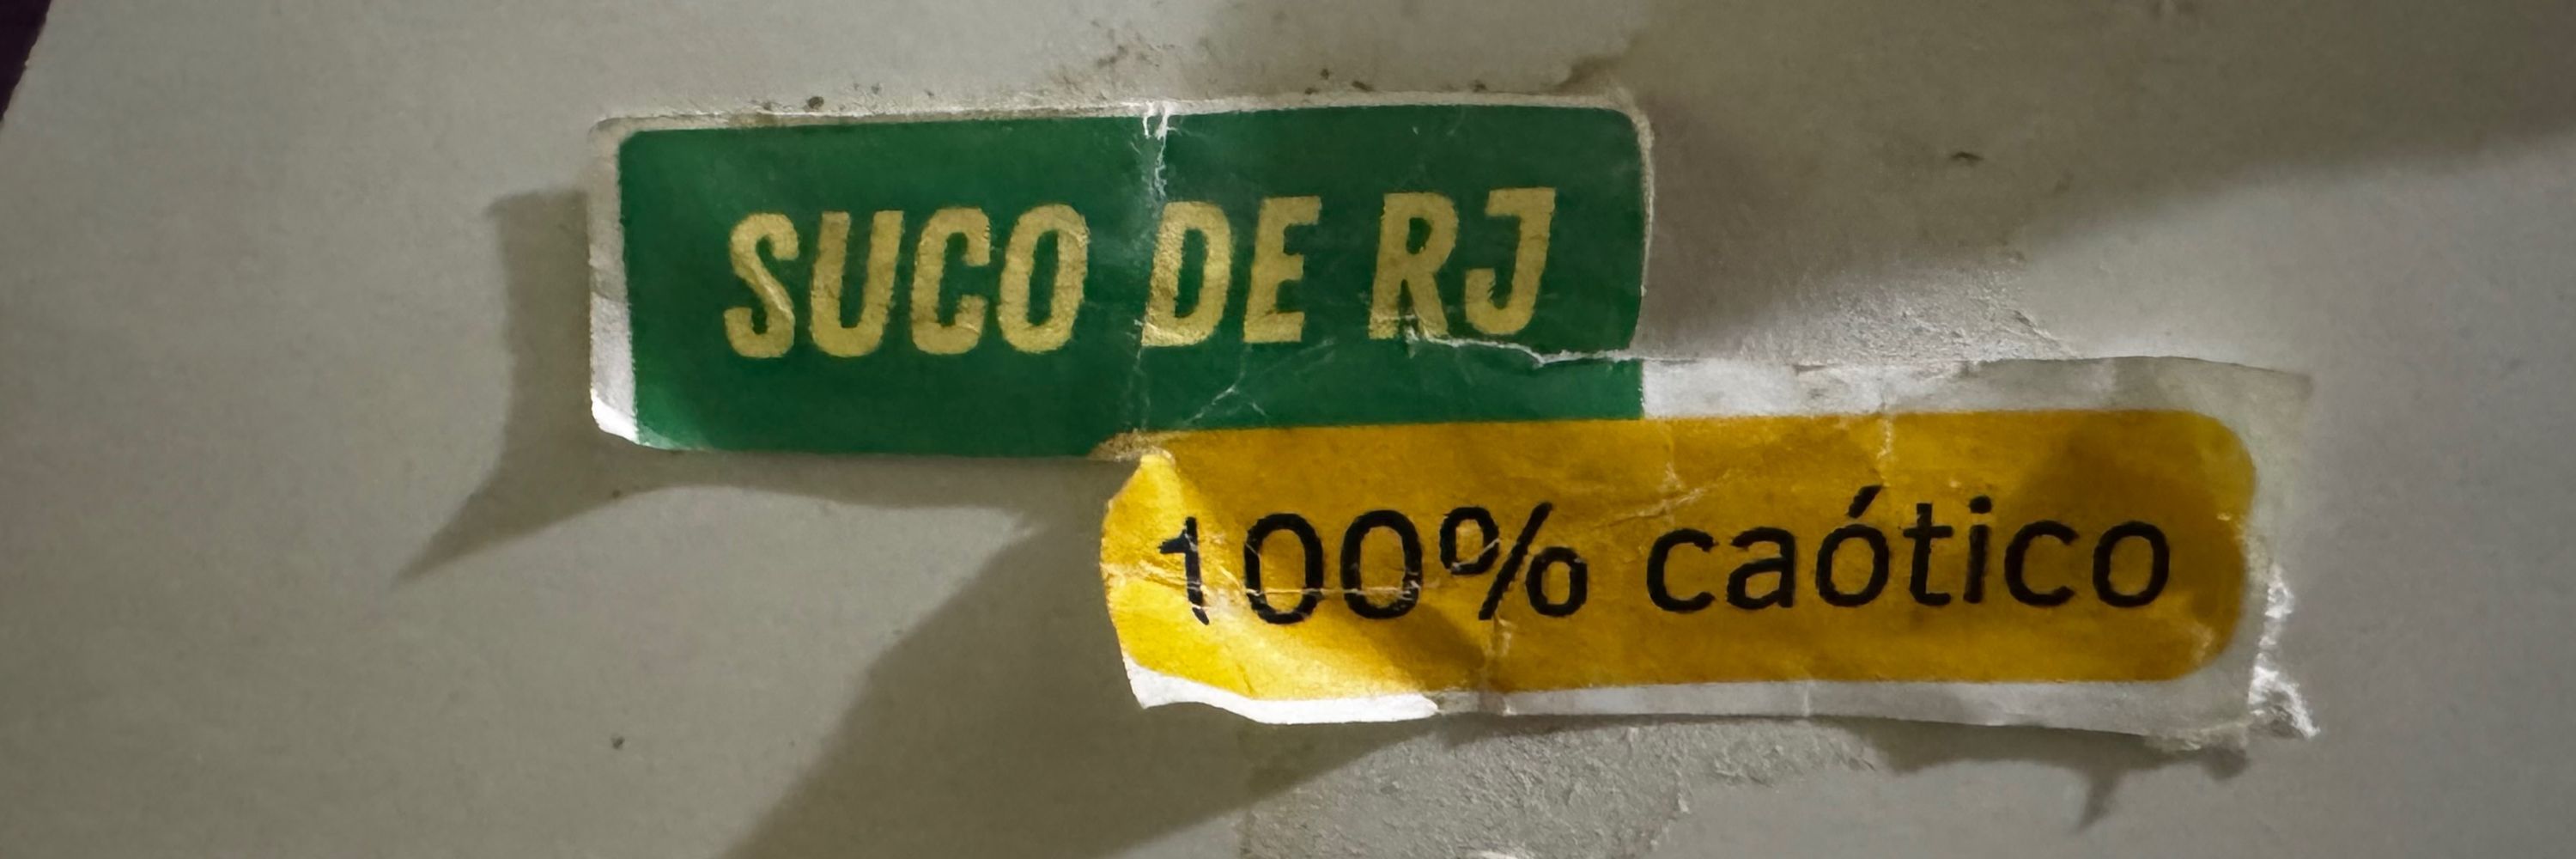 SUCO DE RJ
100% caótico